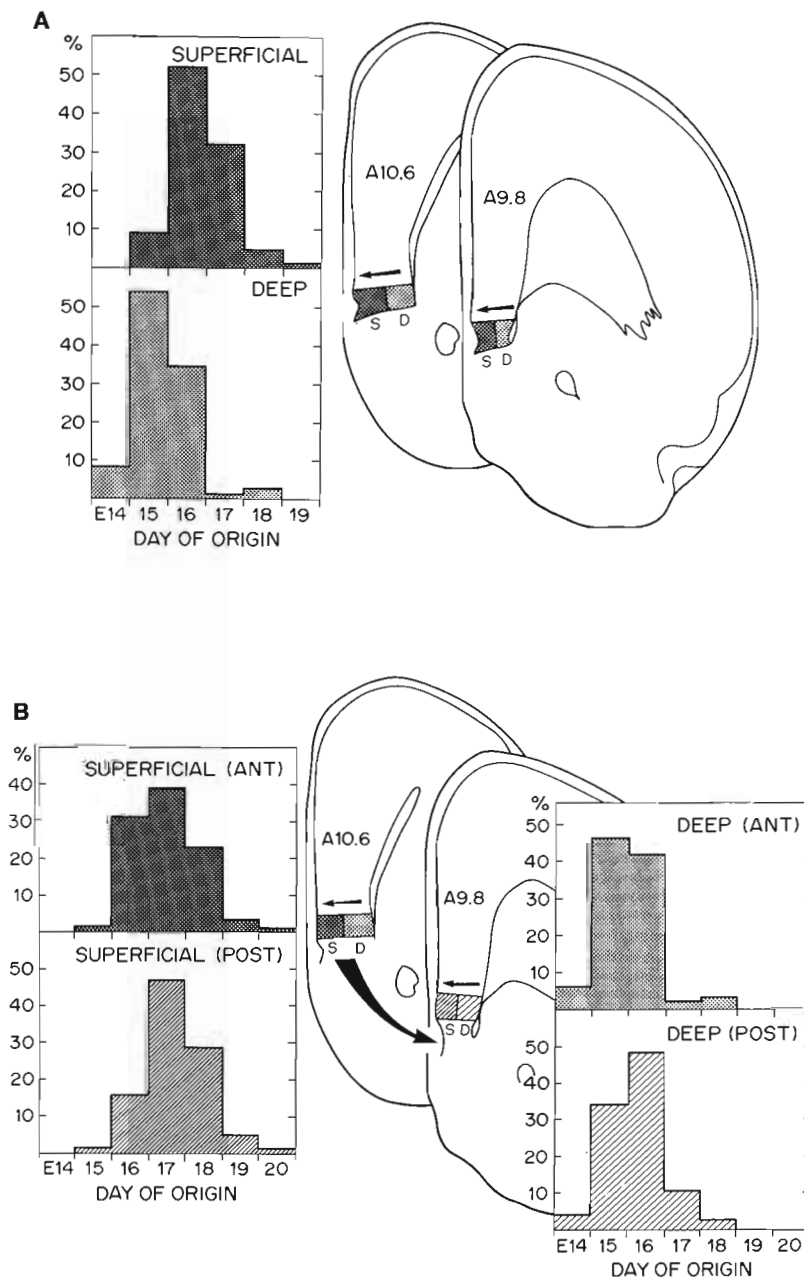 A
%
SUPERFICIAL
50
40
30
20
10
DEEP
50
40
30
20
10
E14 15 16 17 18 19
DAY OF ORIGIN
A10.6
S D
A9.8
S D
B
%
SUPERFICIAL (ANT)
40
30
20
10
SUPERFICIAL (POST)
50
40
30
20
10
E14 15 16 17 18 19 20
DAY OF ORIGIN
A10.6
S D
A9.8
S D
%
DEEP (ANT)
50
40
30
20
10
DEEP (POST)
50
40
30
20
10
E14 15 16 17 18 19 20
DAY OF ORIGIN